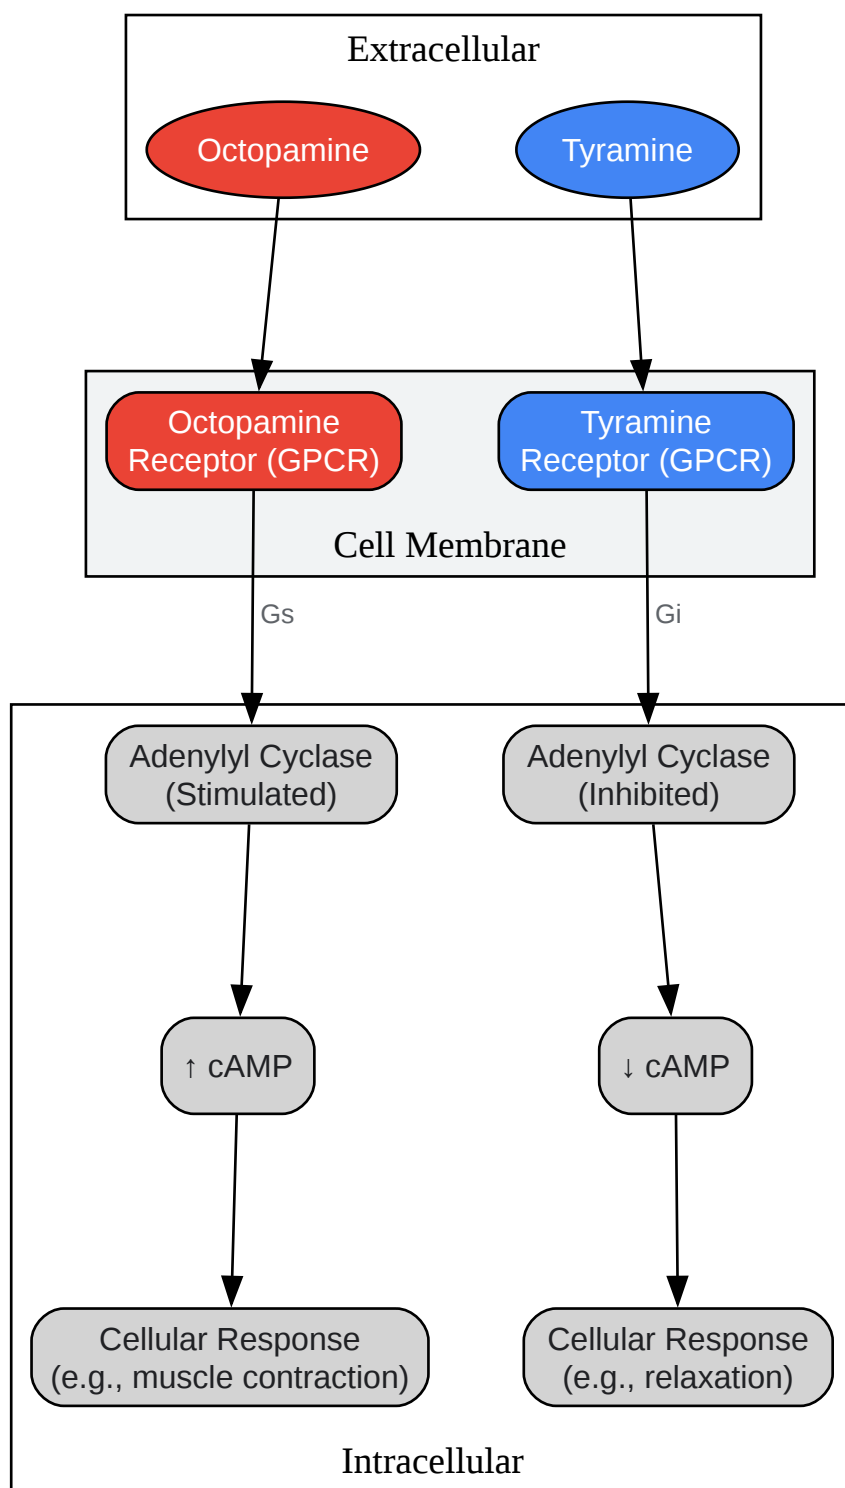 Extracellular
Octopamine
Tyramine
Octopamine
Receptor (GPCR)
Tyramine
Receptor (GPCR)
Cell Membrane
Gs
Gi
Adenylyl Cyclase
(Stimulated)
Adenylyl Cyclase
(Inhibited)
↑ cAMP
↓ cAMP
Cellular Response
(e.g., muscle contraction)
Cellular Response
(e.g., relaxation)
Intracellular